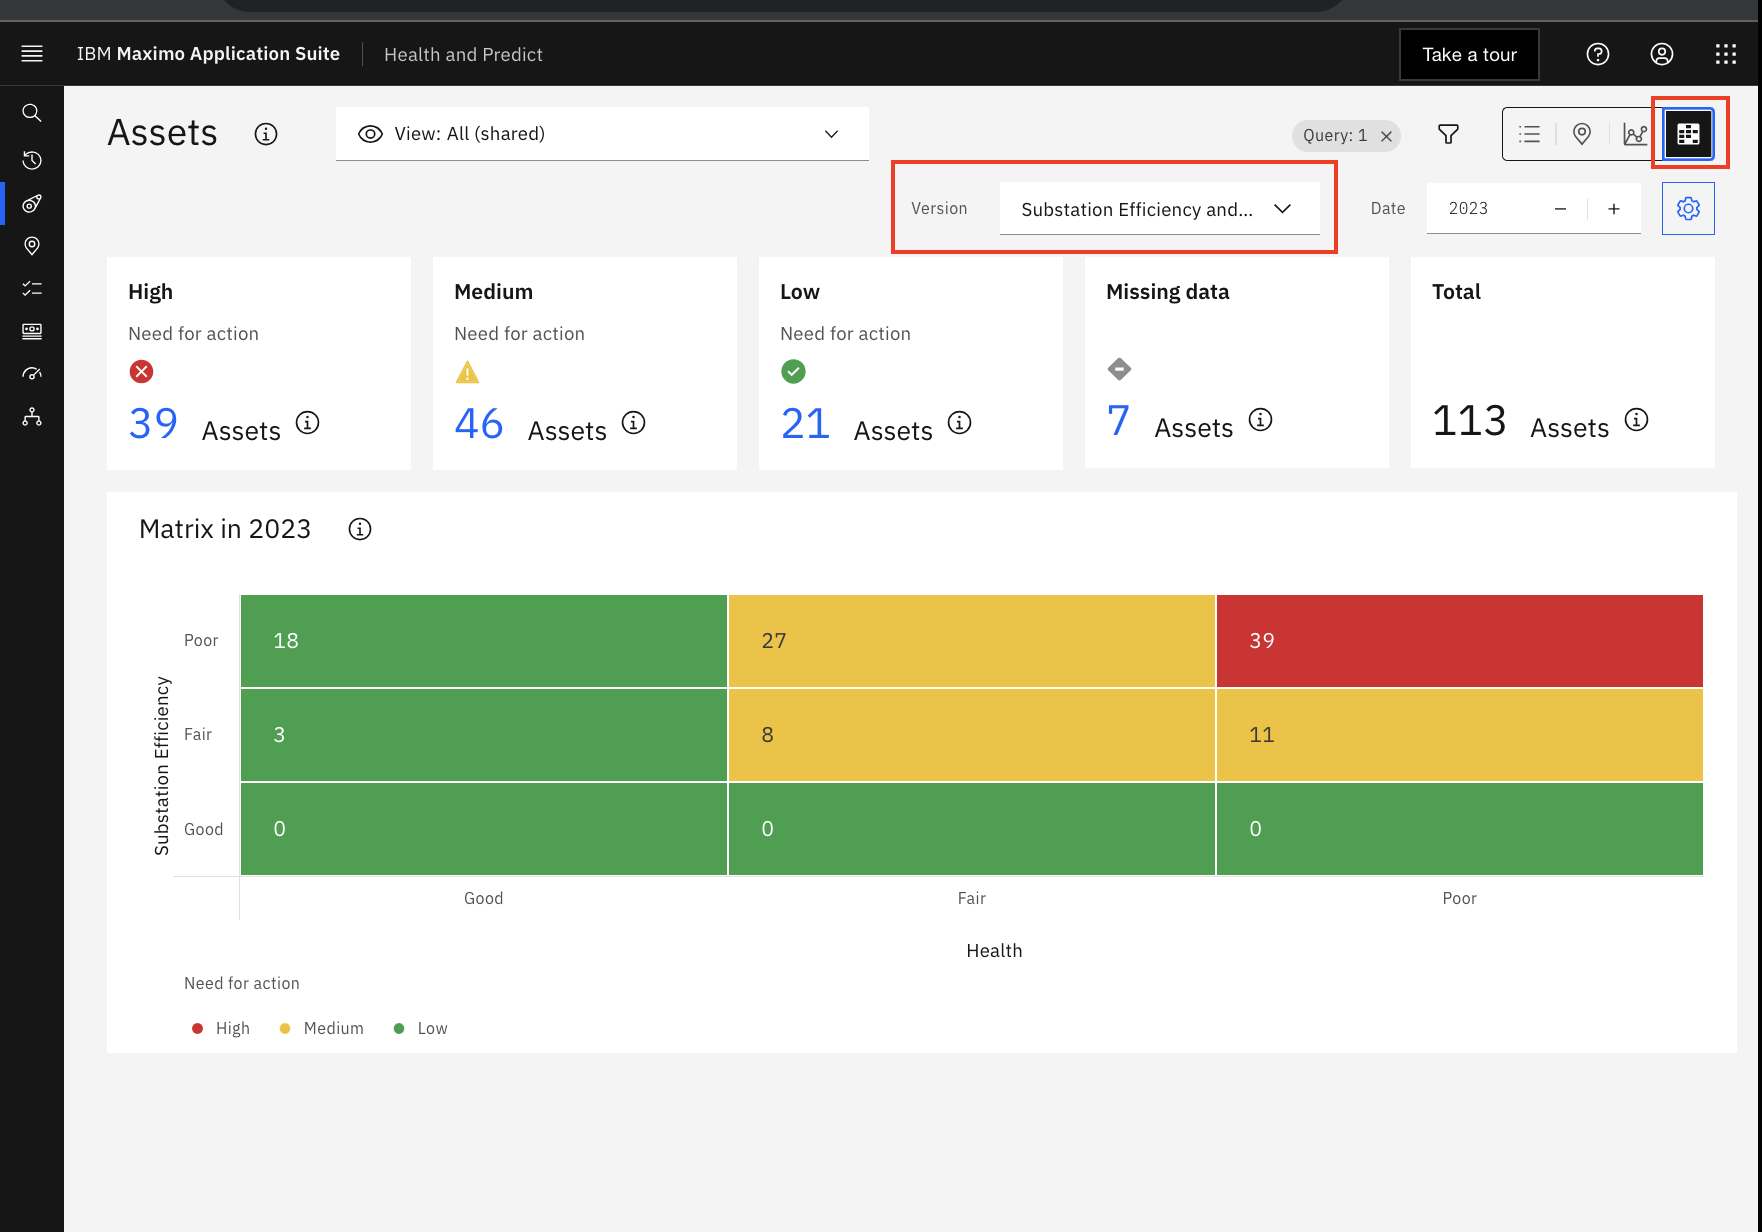 IBM Maximo Application Suite Health and Predict Take a tour
Assets View: All (shared) Query: 1
Version Substation Efficiency and... Date 2023
High Medium Low Missing data Total
Need for action Need for action Need for action
39 Assets 46 Assets 21 Assets 7 Assets 113 Assets
Matrix in 2023
Substation Efficiency
Poor 18 27 39
Fair 3 8 11
Good 0 0 0
Good Fair Poor
Health
Need for action
High Medium Low